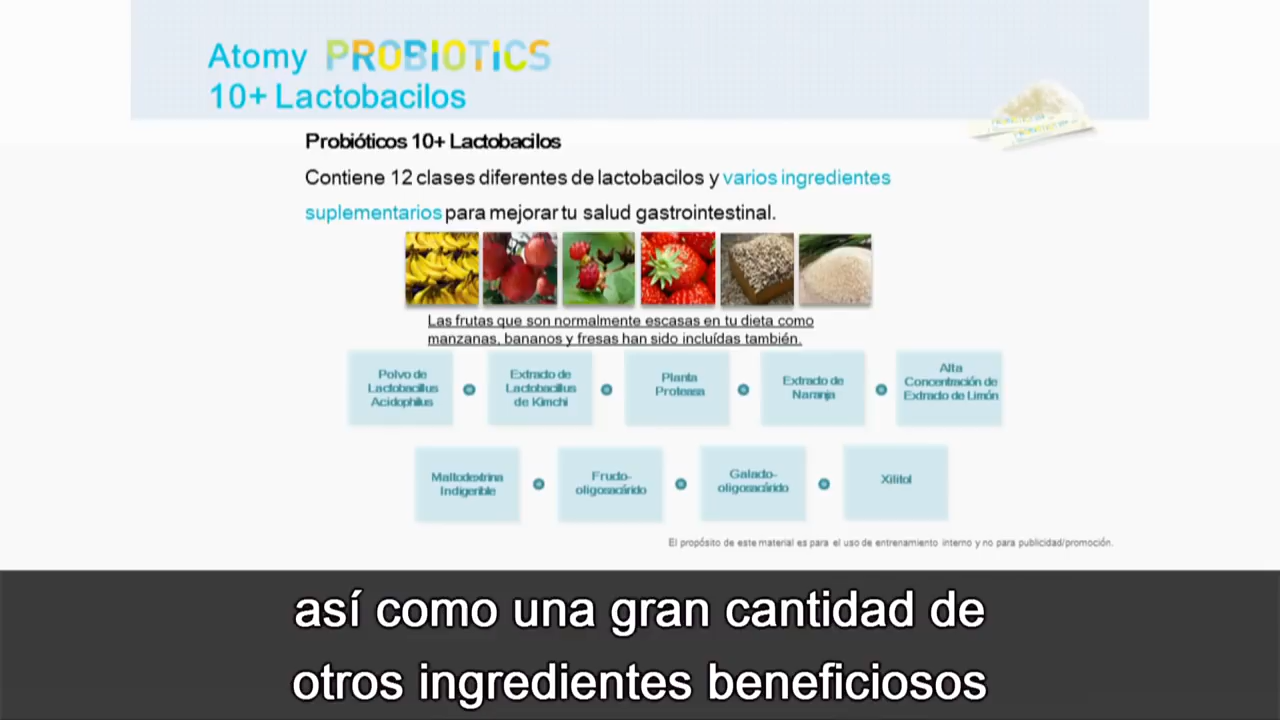 Atomy PROBIOTICS
10+ Lactobacilos
Probióticos 10+ Lactobacilos
Contiene 12 clases diferentes de lactobacilos y varios ingredientes
suplementarios para mejorar tu salud gastrointestinal.
Las frutas que son normalmente escasas en tu dieta como
manzanas, bananos y fresas han sido incluídas también.
Polvo de
Lactobacillus
Acidophilus
Extracto de
Lactobacillus
de Kimchi
Planta
Proteasa
Extracto de
Naranja
Alta
Concentración de
Extracto de Limón
Maltodextrina
Indigerible
Fructo-
oligosacárido
Galacto-
oligosacárido
Xilitol
El propósito de este material es para el uso de entrenamiento interno y no para publicidad/promoción.
así como una gran cantidad de
otros ingredientes beneficiosos